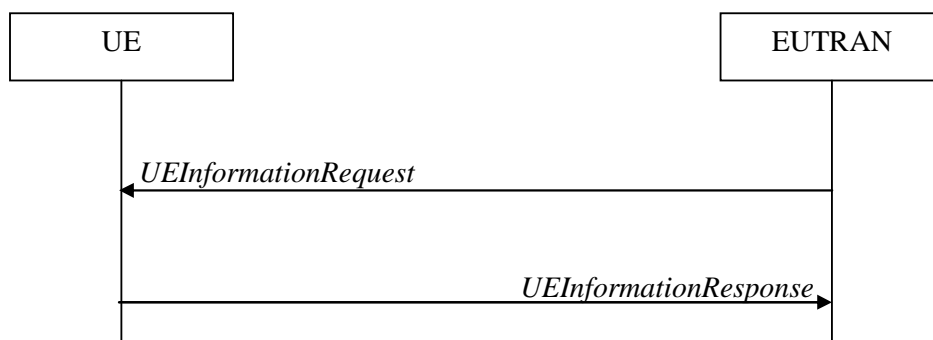 UE
EUTRAN
UEInformationRequest
UEInformationResponse